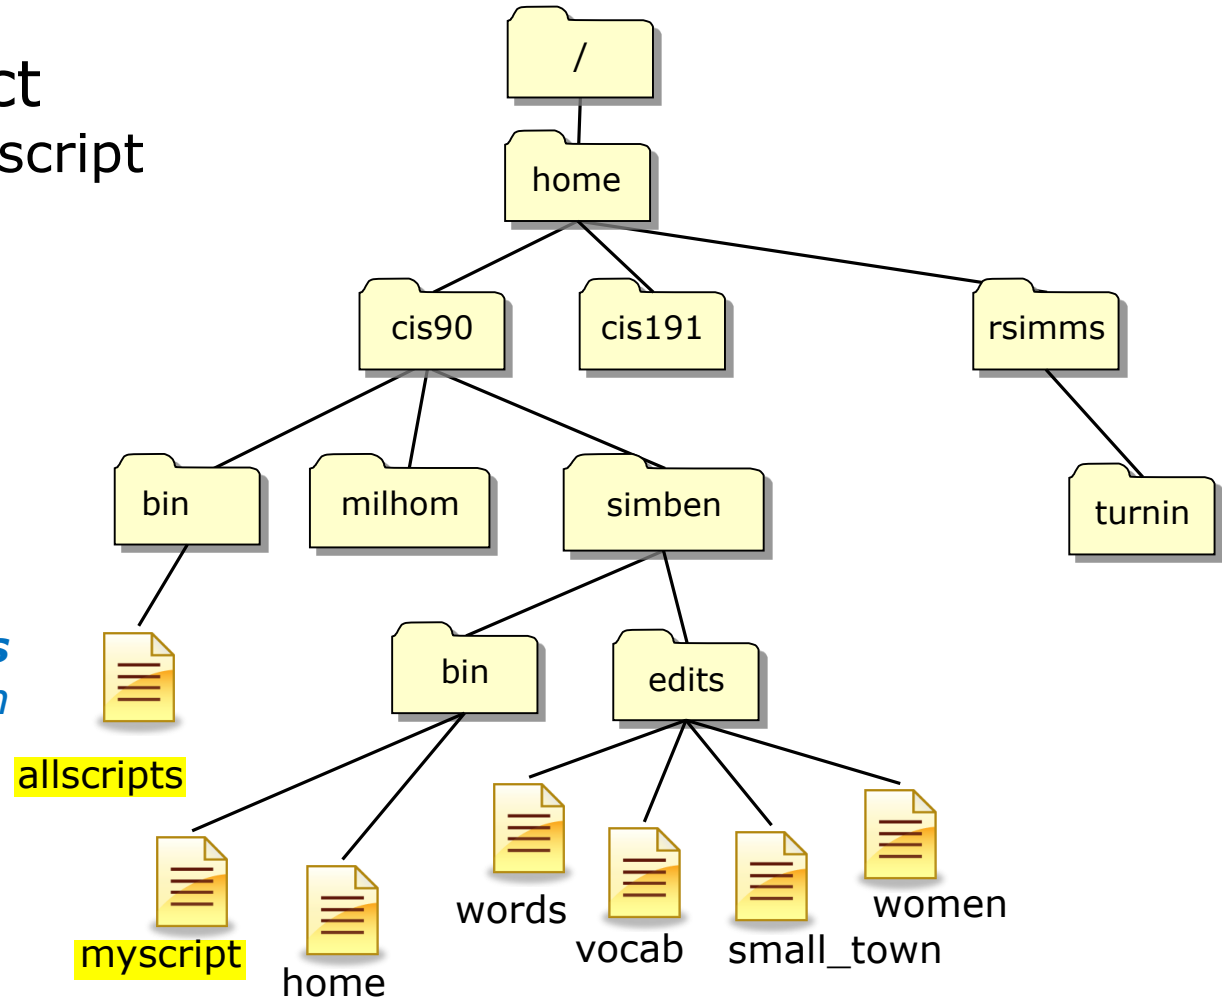 /
ct
script
home
cis90
cis191
rsimms
bin
milhom
simben
turnin
s
n
bin
edits
allscripts
words
women
myscript
vocab
small_town
home